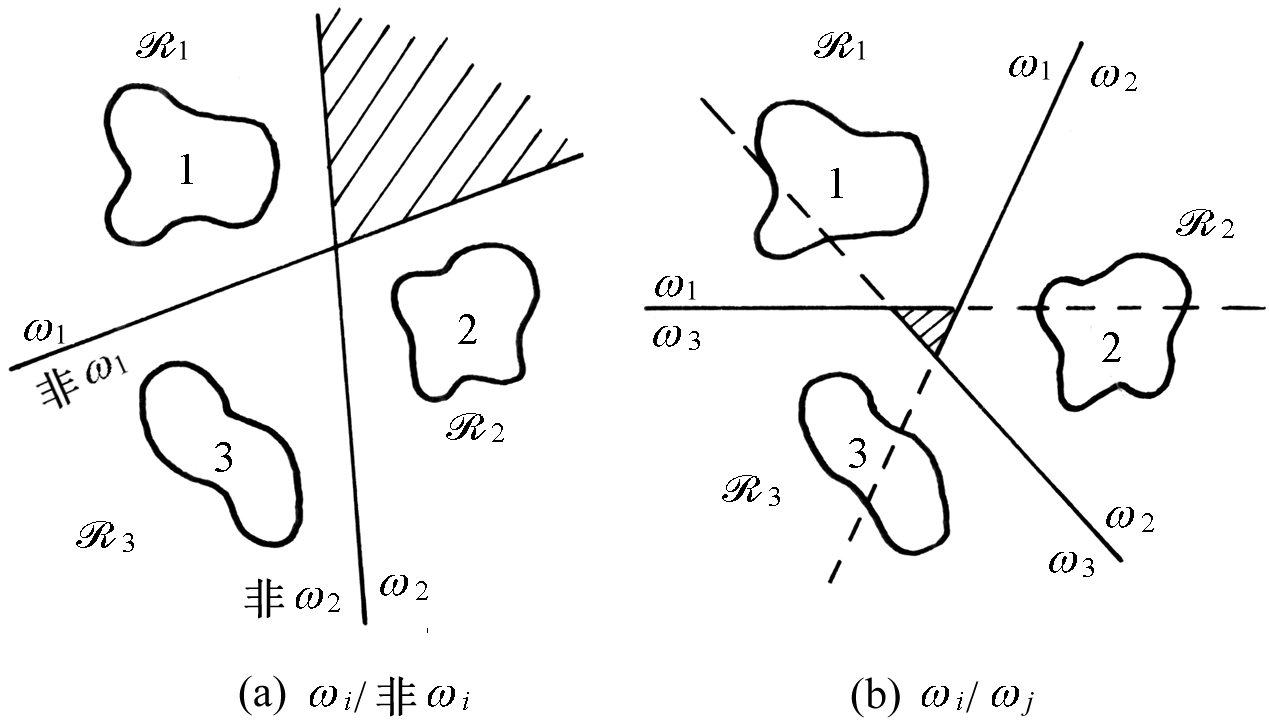 ℛ1
1
ω1
非 ω1
2
ℛ2
3
ℛ3
非 ω2
ω2
(a) ωi / 非 ωi
ℛ1
ω1
ω2
1
ℛ2
ω1
ω3
2
3
ℛ3
ω2
ω3
(b) ωi / ωj